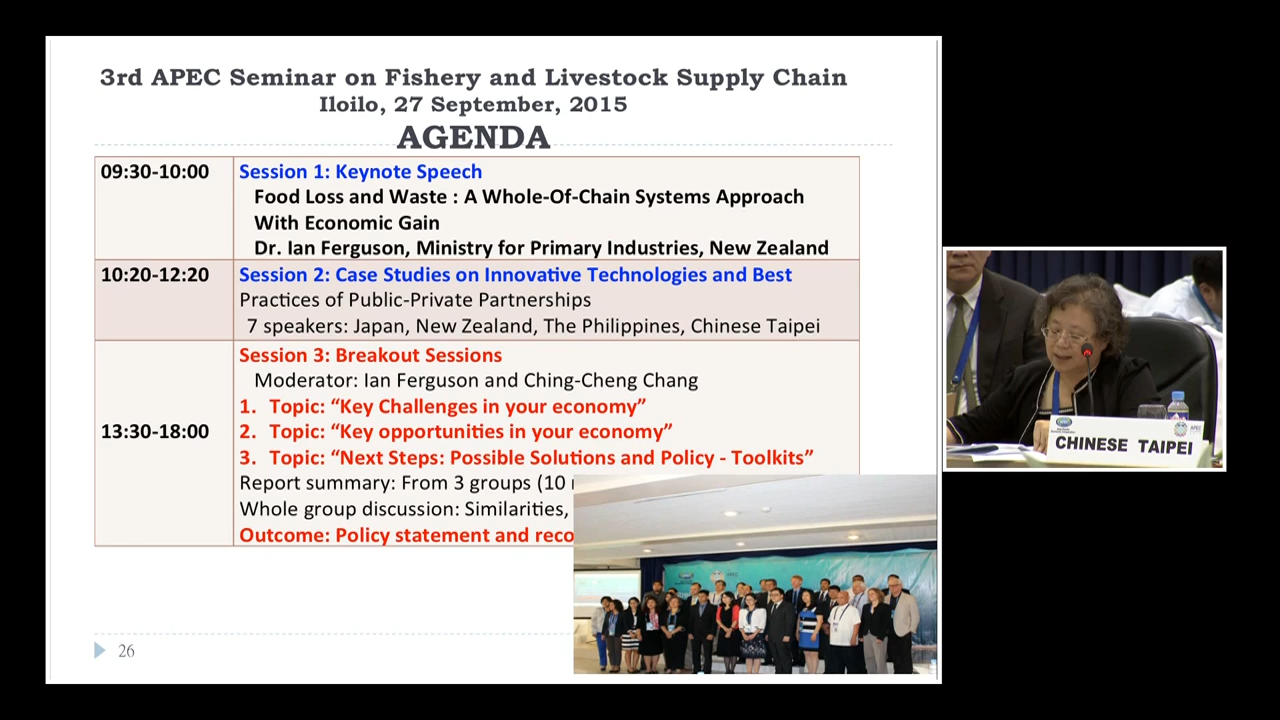 3rd APEC Seminar on Fishery and Livestock Supply Chain
Iloilo, 27 September, 2015
AGENDA
09:30-10:00
Session 1: Keynote Speech
Food Loss and Waste : A Whole-Of-Chain Systems Approach
With Economic Gain
Dr. Ian Ferguson, Ministry for Primary Industries, New Zealand
10:20-12:20
Session 2: Case Studies on Innovative Technologies and Best
Practices of Public-Private Partnerships
7 speakers: Japan, New Zealand, The Philippines, Chinese Taipei
13:30-18:00
Session 3: Breakout Sessions
Moderator: Ian Ferguson and Ching-Cheng Chang
1. Topic: “Key Challenges in your economy”
2. Topic: “Key opportunities in your economy”
3. Topic: “Next Steps: Possible Solutions and Policy - Toolkits”
Report summary: From 3 groups (10
Whole group discussion: Similarities,
Outcome: Policy statement and reco
26
CHINESE TAIPEI